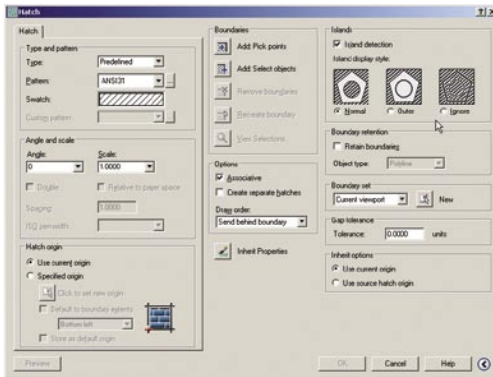 Hatch
Hatch
Type and pattern
Type:
Predefined
Pattern:
ANSI31
Swatch:
Custom pattern:
Angle and scale
Angle:
Scale:
0
1.0000
Double
Relative to paper space
Spacing:
1.0000
ISO pen width:
Hatch origin
Use current origin
Specified origin
Click to set new origin
Default to boundary extents
Bottom left
Store as default origin
Preview
Boundaries
Add: Pick points
Add: Select objects
Remove boundaries
Recreate boundary
View Selections
Options
Associative
Create separate hatches
Draw order:
Send behind boundary
Inherit Properties
Islands
Island detection
Island display style:
Normal
Outer
Ignore
Boundary retention
Retain boundaries
Object type:
Polyline
Boundary set
Current viewport
New
Gap tolerance
Tolerance:
0.0000
units
Inherit options
Use current origin
Use source hatch origin
OK
Cancel
Help